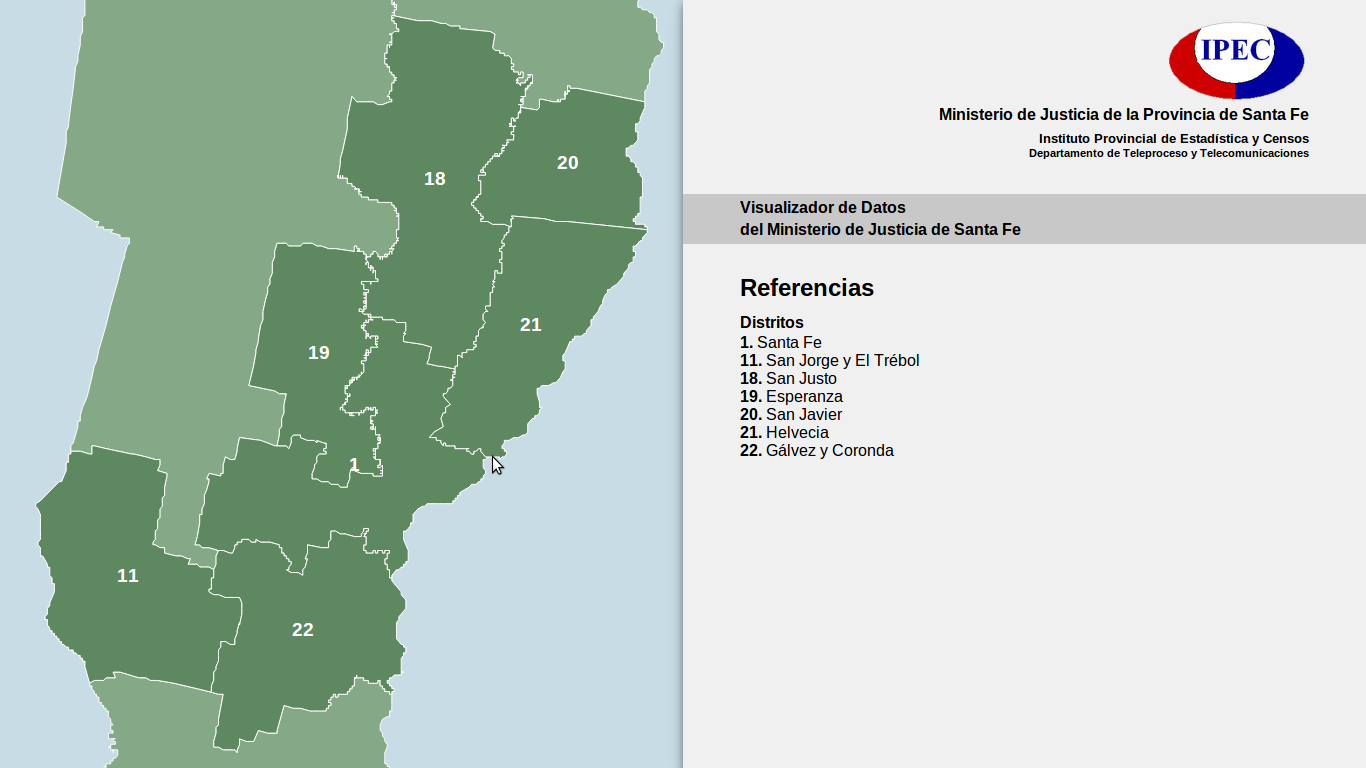 IPEC
Ministerio de Justicia de la Provincia de Santa Fe
Instituto Provincial de Estadística y Censos
Departamento de Teleproceso y Telecomunicaciones
Visualizador de Datos
del Ministerio de Justicia de Santa Fe
Referencias
Distritos
1. Santa Fe
11. San Jorge y El Trébol
18. San Justo
19. Esperanza
20. San Javier
21. Helvecia
22. Gálvez y Coronda
18
20
21
19
1
11
22